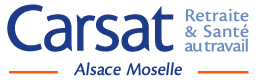 Carsat
Retraite
& Santé
au travail
Alsace Moselle